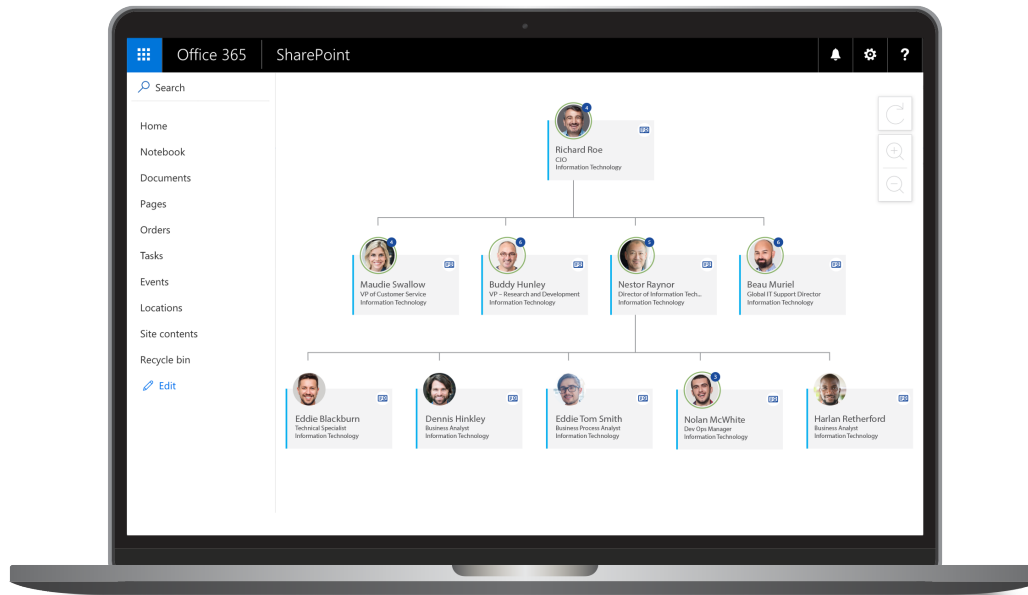 Office 365 SharePoint ?
Search
Home
Notebook
Documents
Pages
Orders
Tasks
Events
Locations
Site contents
Recycle bin
Edit
4
Richard Roe
CIO
Information Technology
4
Maudie Swallow
VP of Customer Service
Information Technology
6
Buddy Hunley
VP – Research and Development
Information Technology
5
Nestor Raynor
Director of Information Tech...
Information Technology
6
Beau Muriel
Global IT Support Director
Information Technology
Eddie Blackburn
Technical Specialist
Information Technology
Dennis Hinkley
Business Analyst
Information Technology
Eddie Tom Smith
Business Process Analyst
Information Technology
3
Nolan McWhite
Dev Ops Manager
Information Technology
Harlan Retherford
Business Analyst
Information Technology